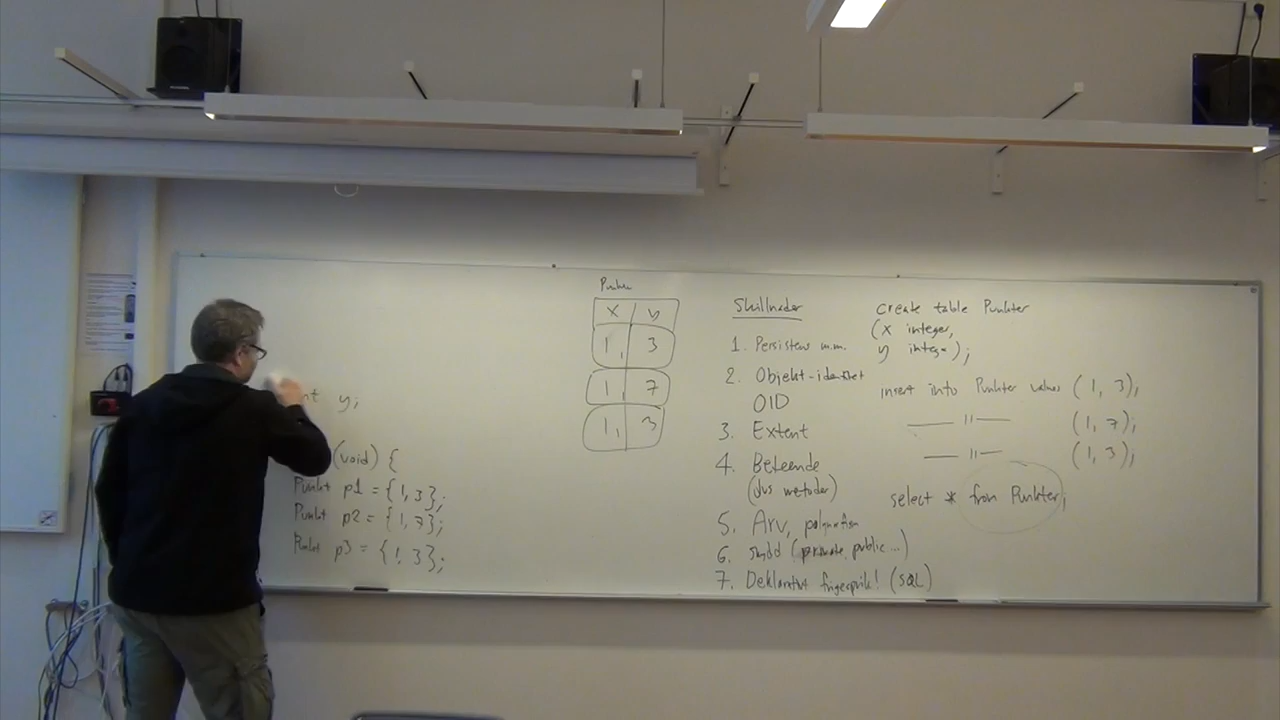 nt y;
(void) {
Punkt p1 = {1, 3};
Punkt p2 = {1, 7};
Punkt p3 = {1, 3};
Punkter
x y
1, 3
1 7
1, 3
Skillnader
1. Persistens m.m.
2. Objekt-identitet
OID
3. Extent
4. Beteende
(dvs metoder)
5. Arv, polymorfism
6. Skydd (private, public...)
7. Deklarativt frågespråk! (SQL)
create table Punkter
(x integer,
y integer);
insert into Punkter values (1, 3);
—— 11 —— (1, 7);
—— 11 —— (1, 3);
select * from Punkter;